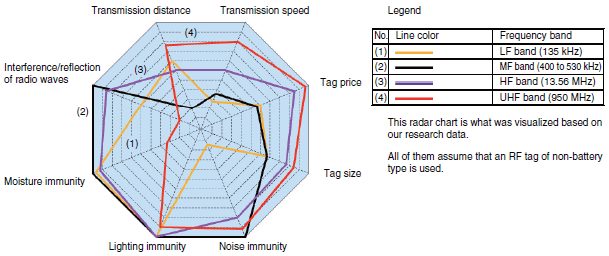 Transmission distance
Transmission speed
Legend
No. Line color Frequency band
(1) LF band (135 kHz)
(2) MF band (400 to 530 kHz)
(3) HF band (13.56 MHz)
(4) UHF band (950 MHz)
(4)
Interference/reflection
of radio waves
(3)
Tag price
(2)
This radar chart is what was visualized based on
our research data.
(1)
All of them assume that an RF tag of non-battery
type is used.
Tag size
Moisture immunity
Lighting immunity
Noise immunity